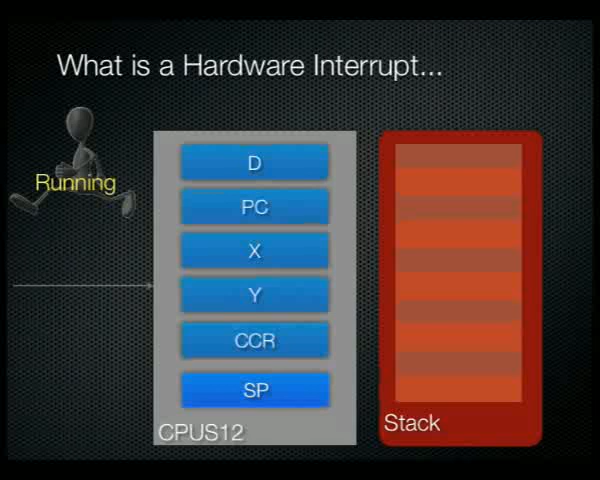 What is a Hardware Interrupt...
Running
D
PC
X
Y
CCR
SP
CPUS12
Stack